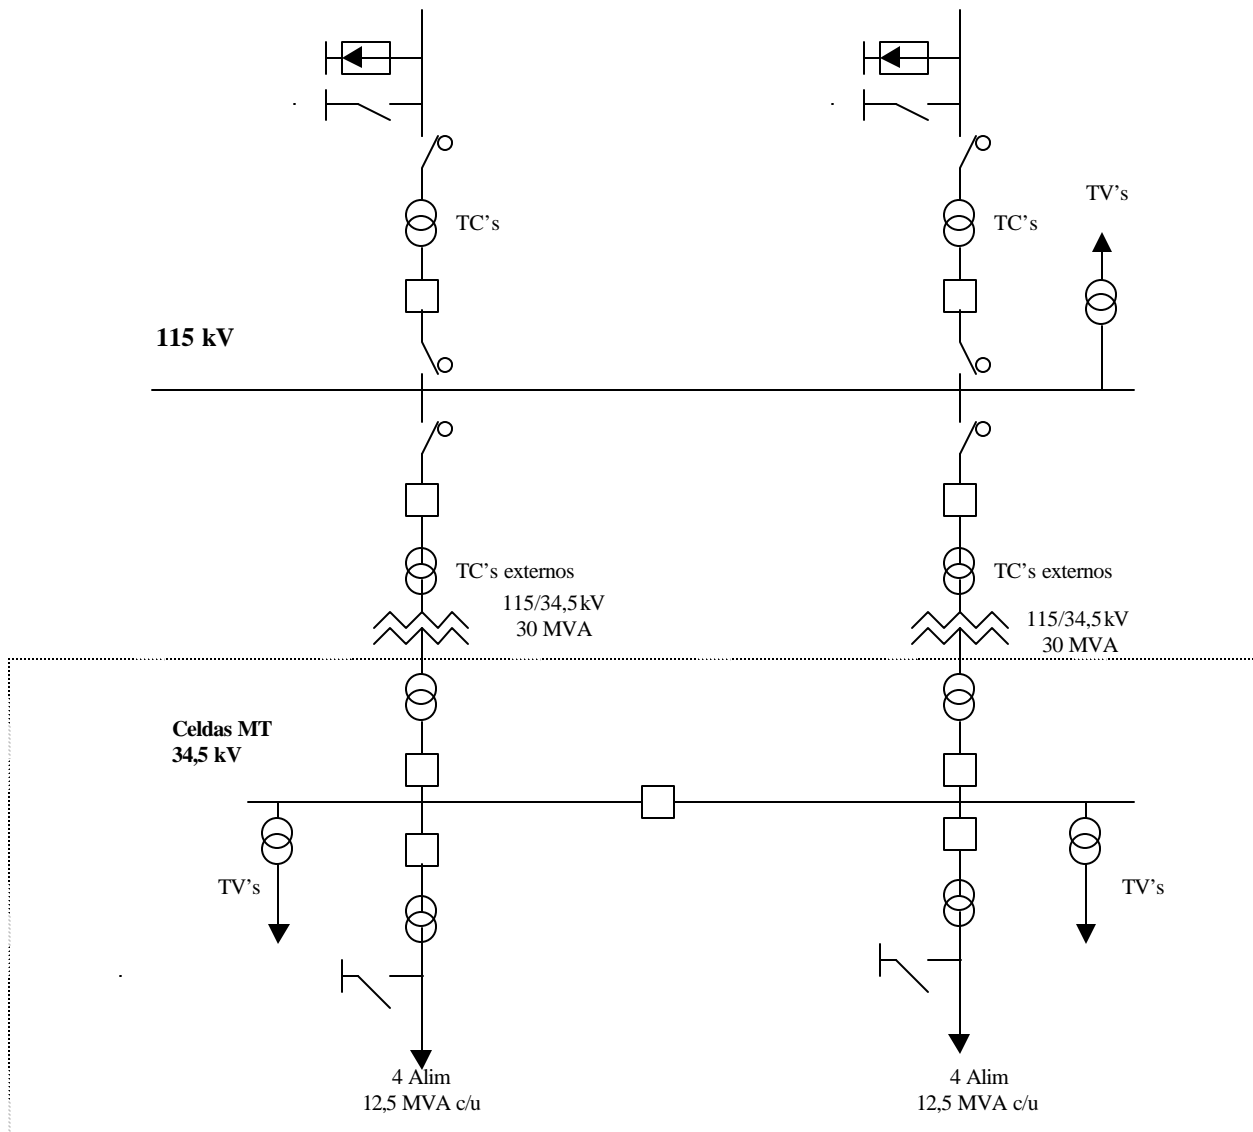 TV's
TC's
TC's
115 kV
TC's externos
115/34,5kV
30 MVA
TC's externos
115/34,5kV
30 MVA
Celdas MT
34,5 kV
TV's
TV's
4 Alim
12,5 MVA c/u
4 Alim
12,5 MVA c/u